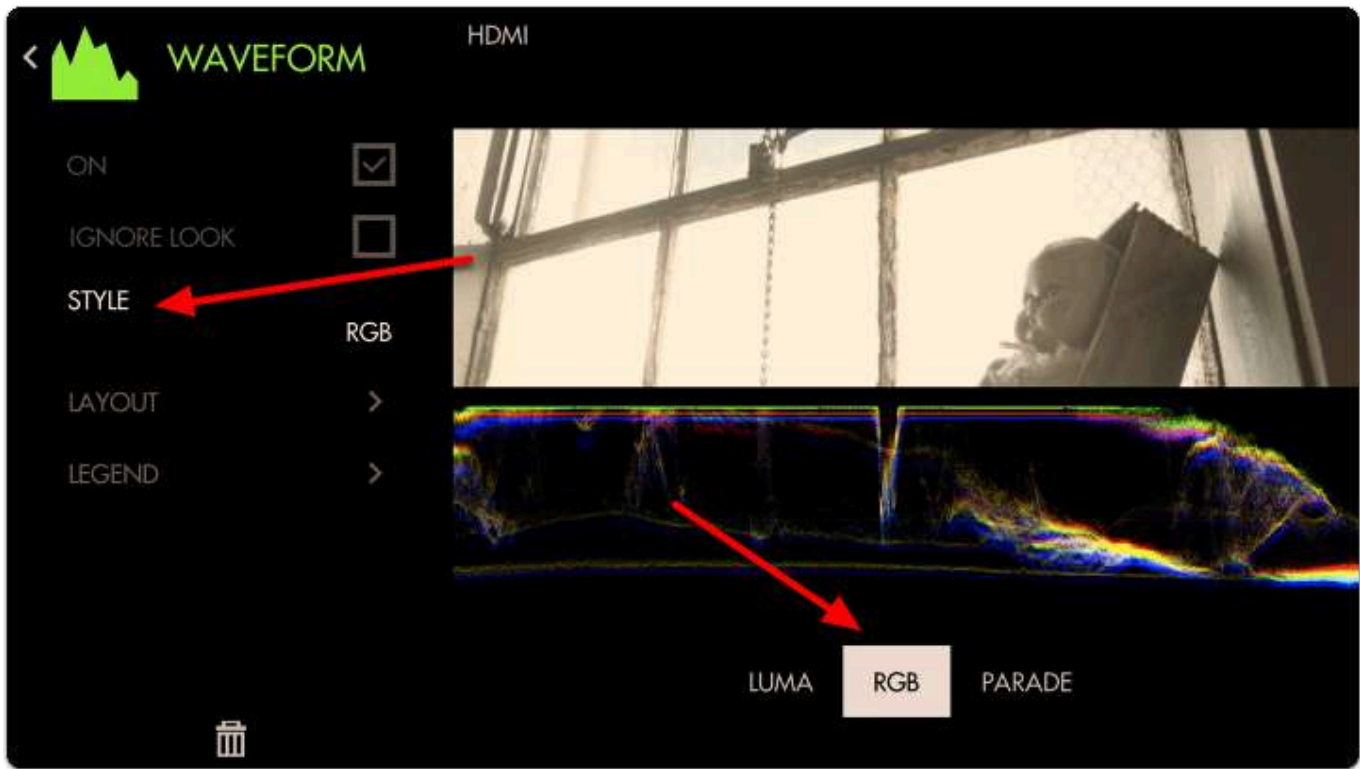 WAVEFORM
HDMI
ON
IGNORE LOOK
STYLE
RGB
LAYOUT
LEGEND
LUMA RGB PARADE